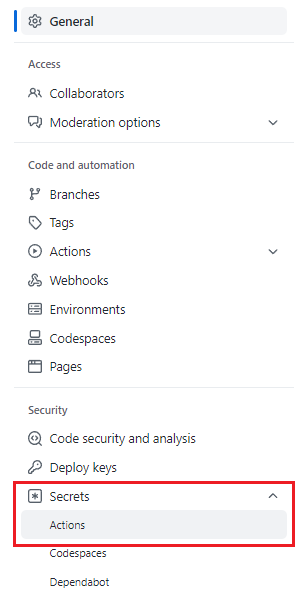 General
Access
Collaborators
Moderation options
Code and automation
Branches
Tags
Actions
Webhooks
Environments
Codespaces
Pages
Security
Code security and analysis
Deploy keys
Secrets
Actions
Codespaces
Dependabot